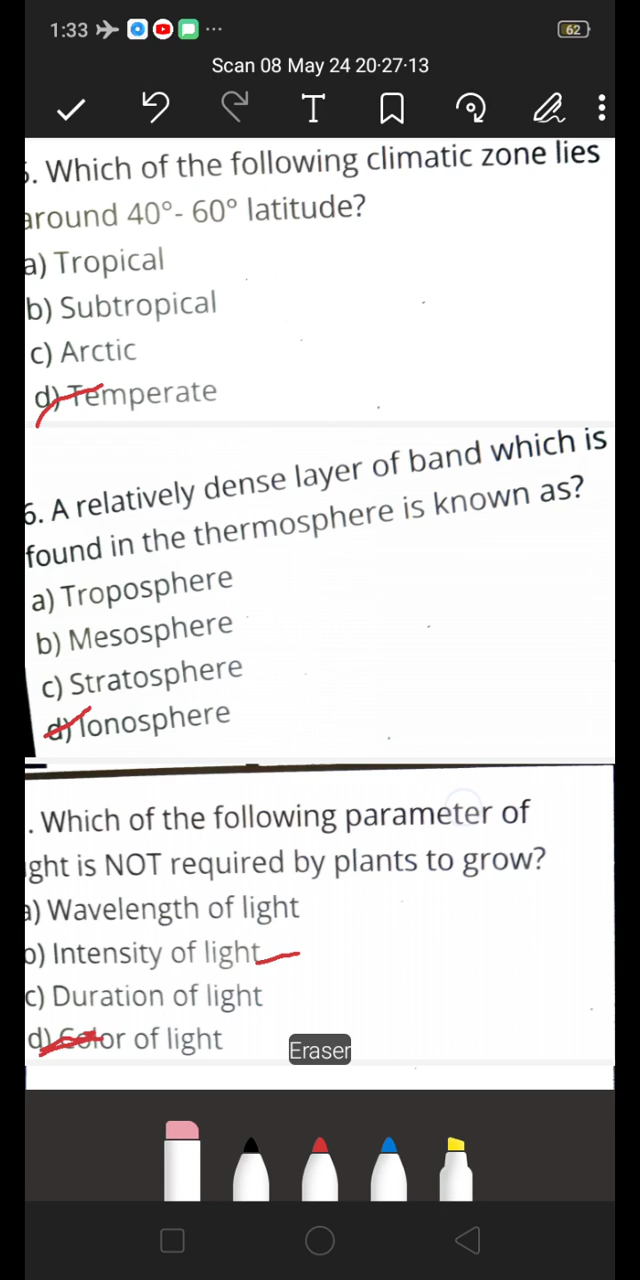 1:33 ... 62
Scan 08 May 24 20-27-13
T
. Which of the following climatic zone lies
around 40°- 60° latitude?
a) Tropical
b) Subtropical
c) Arctic
d) Temperate
6. A relatively dense layer of band which is
found in the thermosphere is known as?
a) Troposphere
b) Mesosphere
c) Stratosphere
d) Ionosphere
. Which of the following parameter of
ght is NOT required by plants to grow?
a) Wavelength of light
b) Intensity of light
c) Duration of light
d) Color of light
Eraser